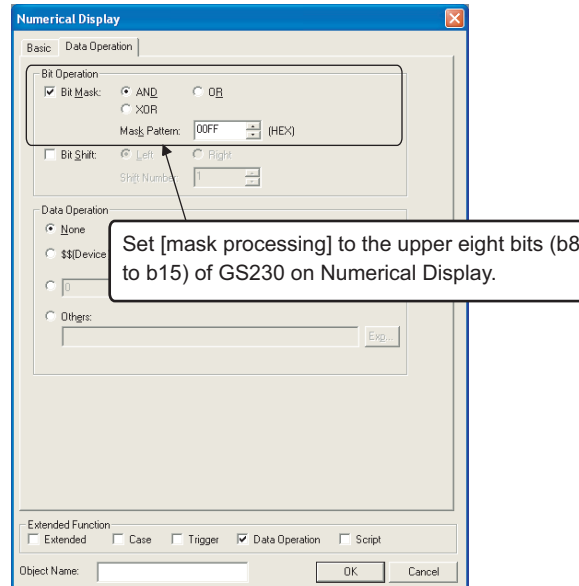 Numerical Display
Basic Data Operation
Bit Operation
Bit Mask: AND OR
XOR
Mask Pattern: 00FF (HEX)
Bit Shift: Left Right
Shift Number: 1
Data Operation
None
$$(Device
Set [mask processing] to the upper eight bits (b8
to b15) of GS230 on Numerical Display.
0
Others:
Exp...
Extended Function
Extended Case Trigger Data Operation Script
Object Name: OK Cancel